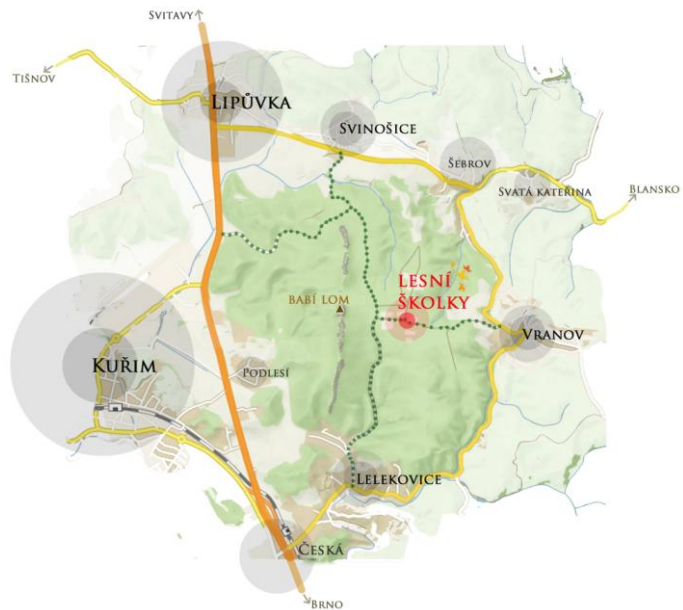 Svitavy
Tišnov
Lipůvka
Svinošice
Šebrov
Svatá Kateřina
Blansko
Lesní
školky
Babí lom
Vranov
Kuřim
Podlesí
Lelekovice
Česká
Brno